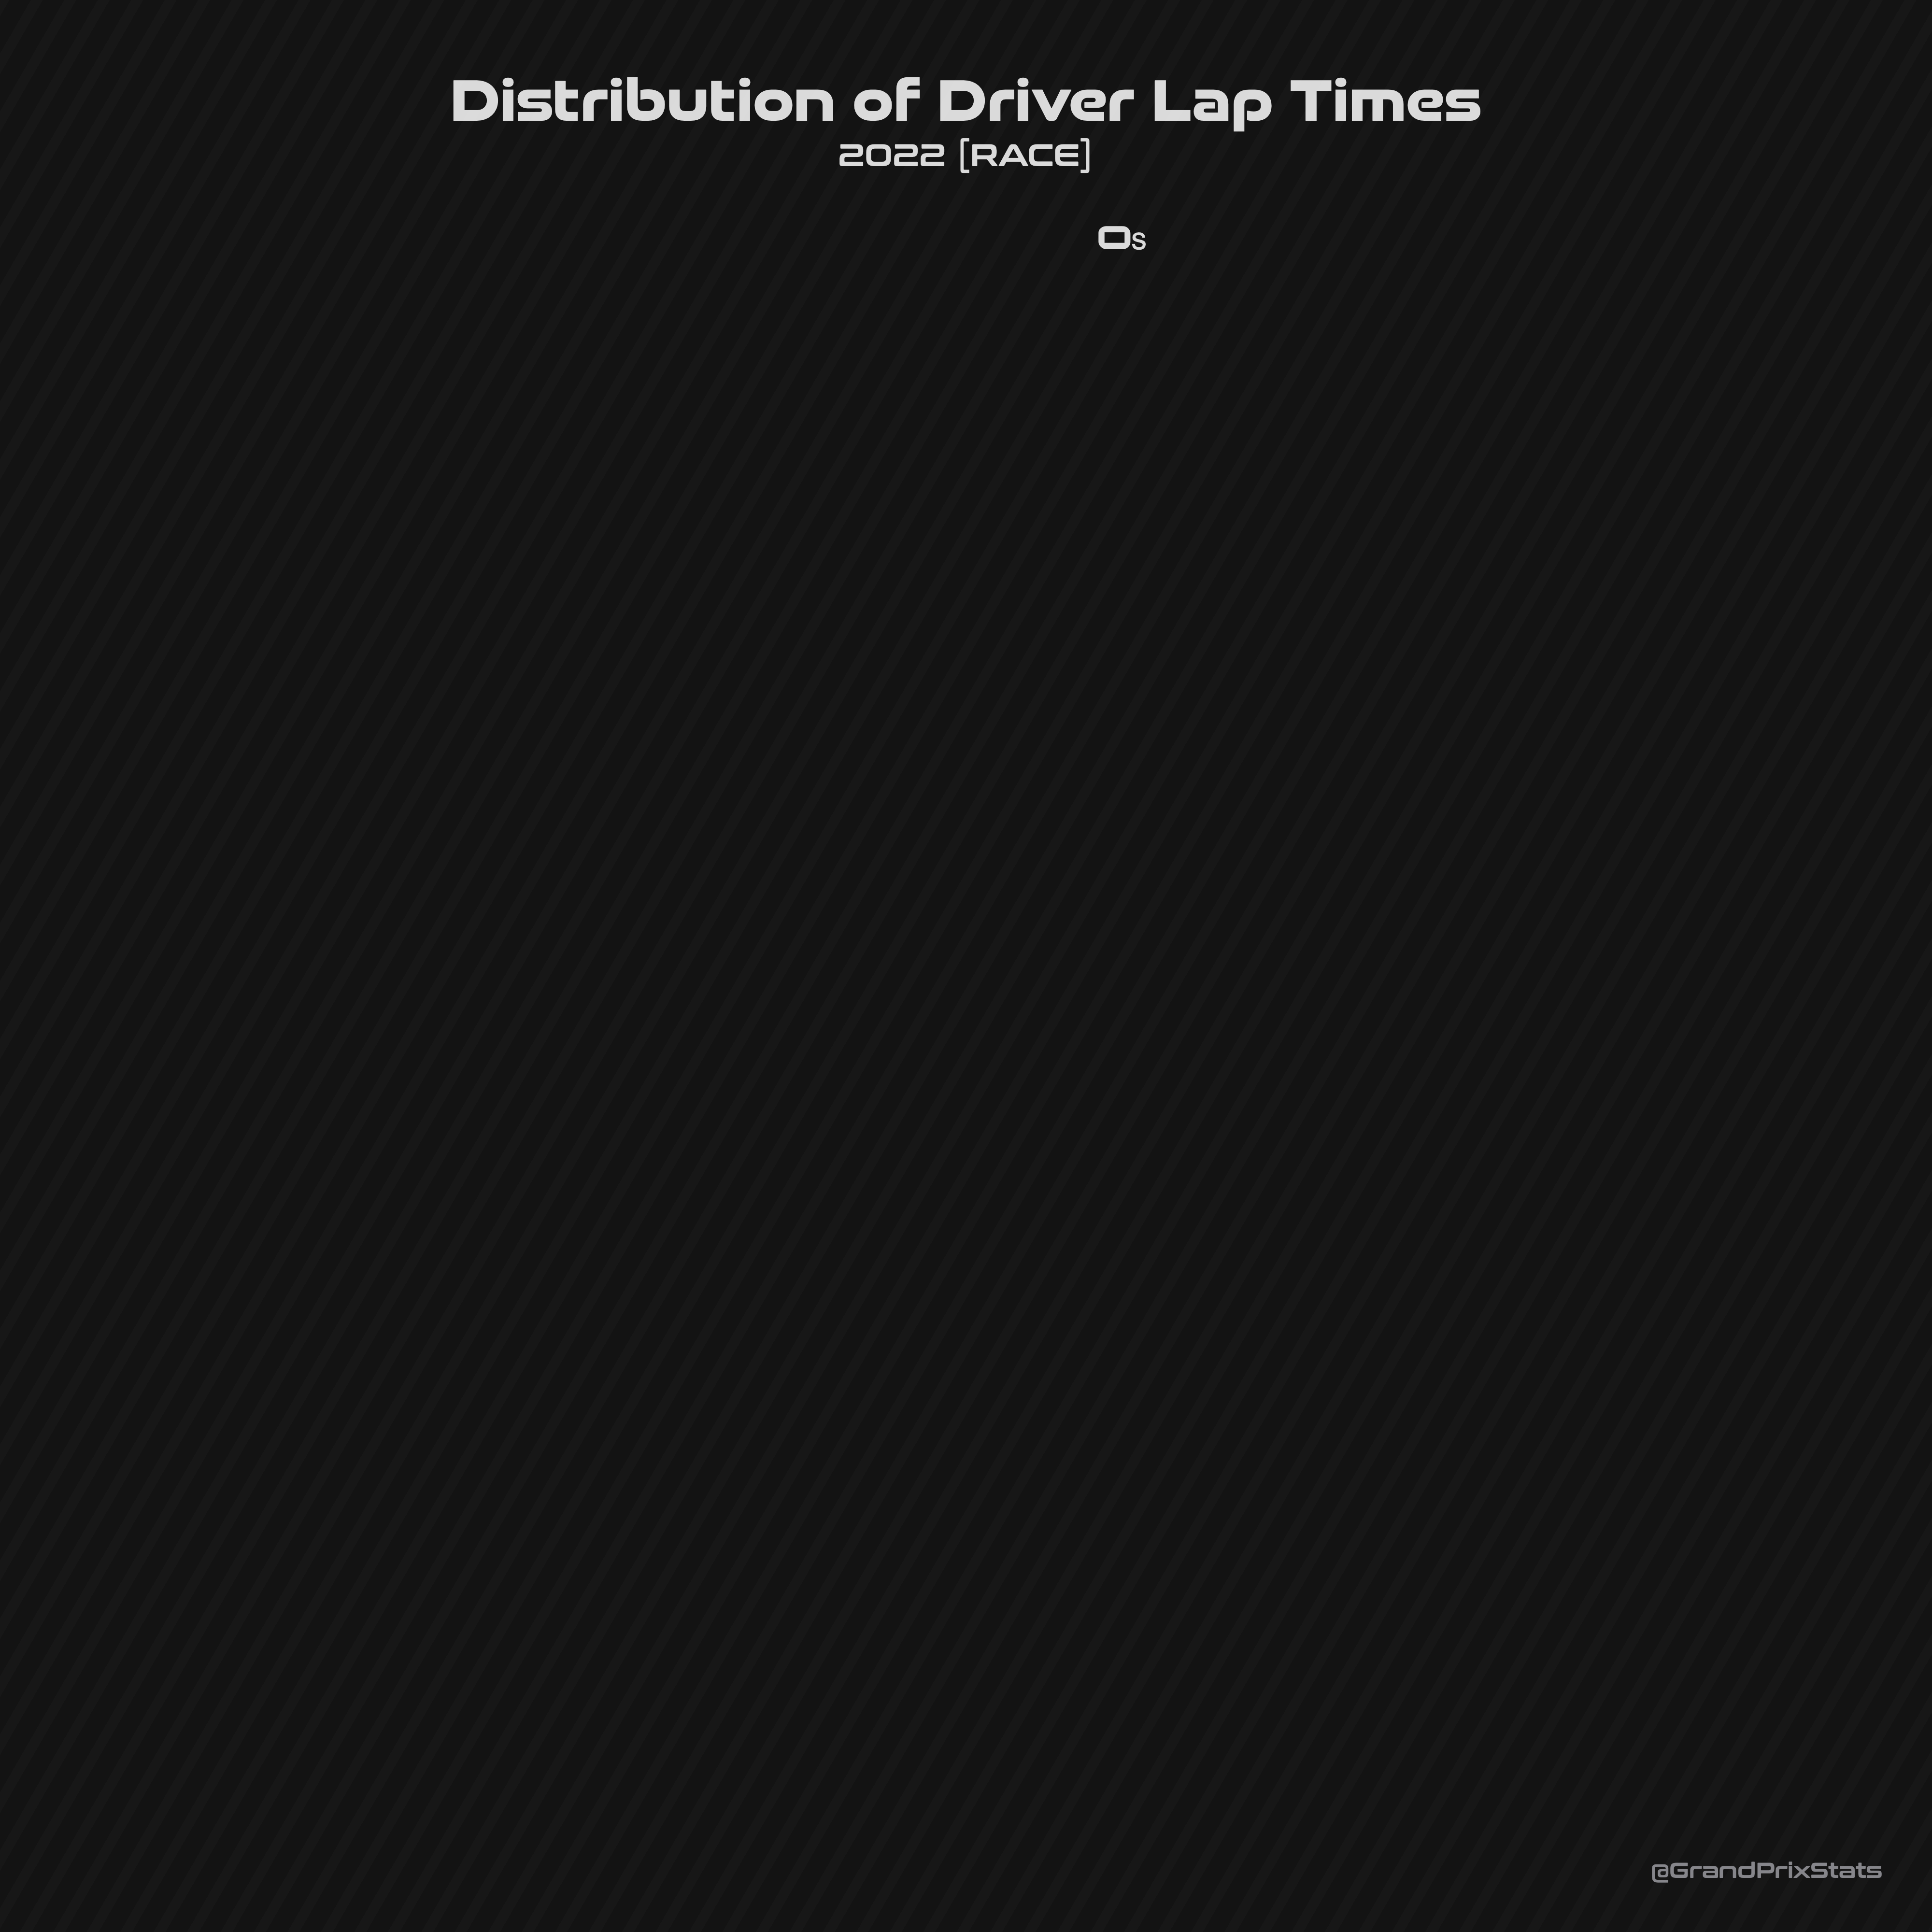 Distribution of Driver Lap Times
2022 [RACE]
0s
@GrandPrixStats